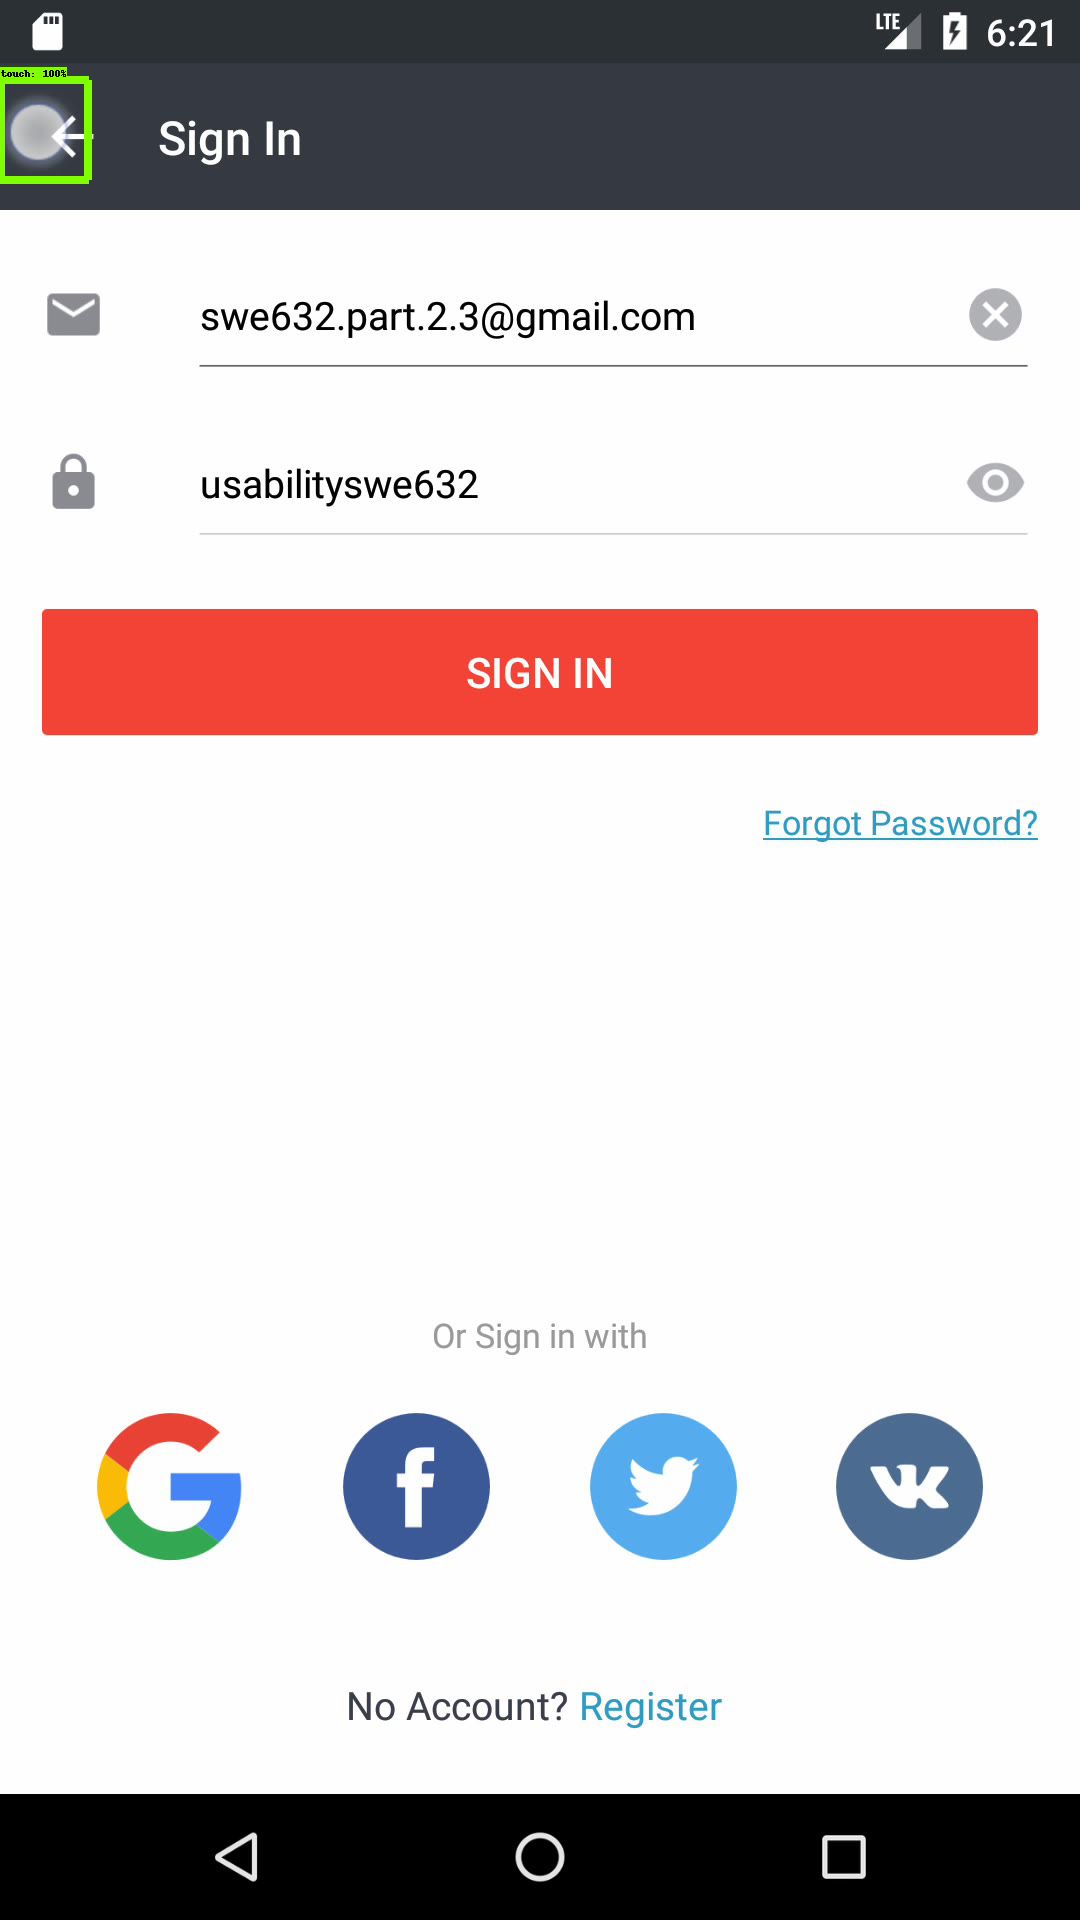 LTE 6:21
touch: 100%
Sign In
swe632.part.2.3@gmail.com
usabilityswe632
SIGN IN
Forgot Password?
Or Sign in with
No Account? Register